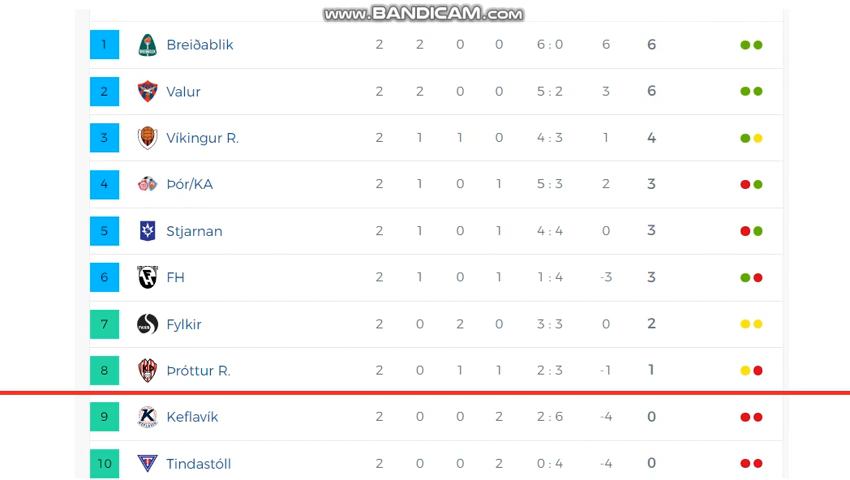 www.BANDICAM.com
1 Breiðablik 2 2 0 0 6 : 0 6 6
2 Valur 2 2 0 0 5 : 2 3 6
3 Víkingur R. 2 1 1 0 4 : 3 1 4
4 Þór/KA 2 1 0 1 5 : 3 2 3
5 Stjarnan 2 1 0 1 4 : 4 0 3
6 FH 2 1 0 1 1 : 4 -3 3
7 Fylkir 2 0 2 0 3 : 3 0 2
8 Þróttur R. 2 0 1 1 2 : 3 -1 1
9 Keflavík 2 0 0 2 2 : 6 -4 0
10 Tindastóll 2 0 0 2 0 : 4 -4 0